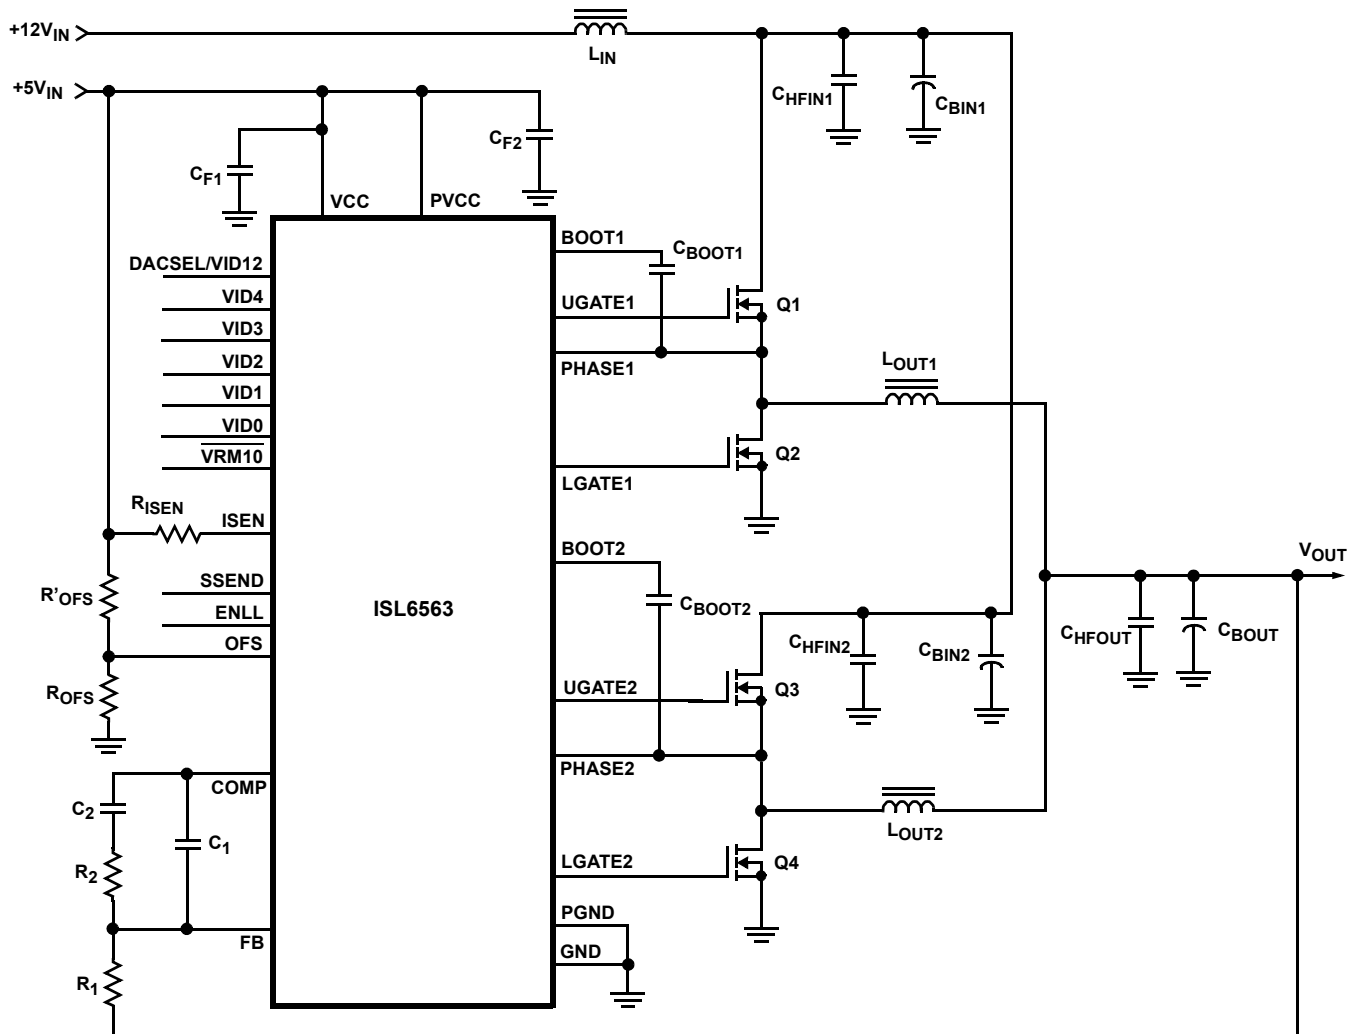 +12VIN
LIN
+5VIN
CHFIN1
CBIN1
CF2
CF1
VCC
PVCC
BOOT1
CBOOT1
DACSEL/VID12
VID4
UGATE1
Q1
VID3
PHASE1
LOUT1
VID2
VID1
VID0
VRM10
Q2
LGATE1
RISEN
ISEN
BOOT2
VOUT
R'OFS
SSEND
ISL6563
CBOOT2
ENLL
OFS
CHFIN2
CBIN2
CHFOUT
CBOUT
ROFS
UGATE2
Q3
PHASE2
COMP
C2
C1
LOUT2
R2
LGATE2
Q4
PGND
FB
GND
R1